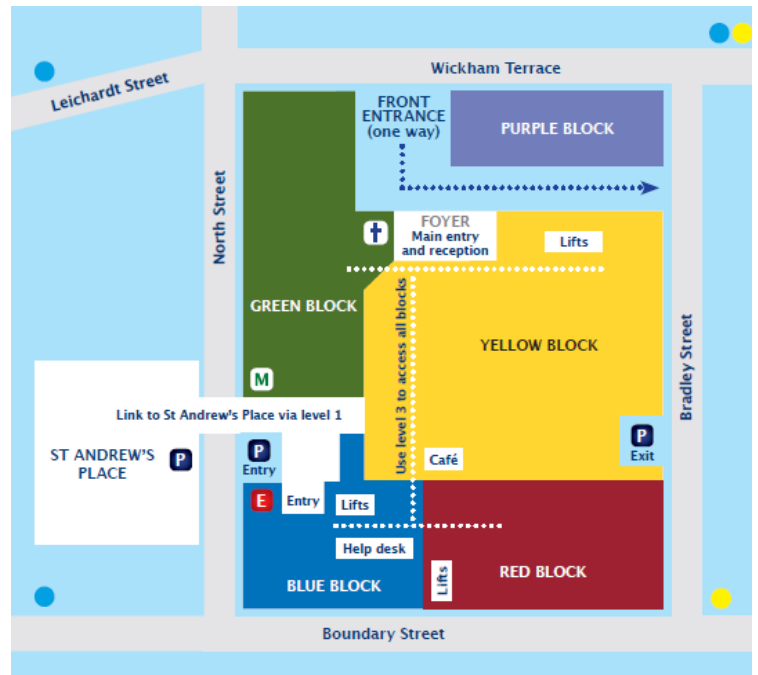 Wickham Terrace
Leichardt Street
FRONT
ENTRANCE
(one way)
PURPLE BLOCK
North Street
FOYER
Main entry
and reception
Lifts
GREEN BLOCK
Use level 3 to access all blocks
YELLOW BLOCK
Bradley Street
M
Link to St Andrew's Place via level 1
ST ANDREW'S
PLACE
P
P
Entry
Café
P
Exit
E
Entry
Lifts
Help desk
BLUE BLOCK
Lifts
RED BLOCK
Boundary Street